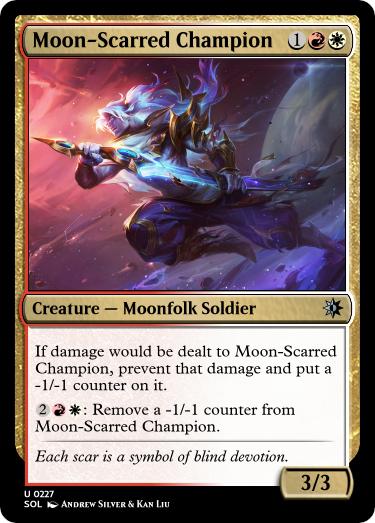 Moon-Scarred Champion 1
Creature — Moonfolk Soldier
If damage would be dealt to Moon-Scarred
Champion, prevent that damage and put a
-1/-1 counter on it.
2 : Remove a -1/-1 counter from
Moon-Scarred Champion.
Each scar is a symbol of blind devotion.
3/3
U 0227
SOL Andrew Silver & Kan Liu